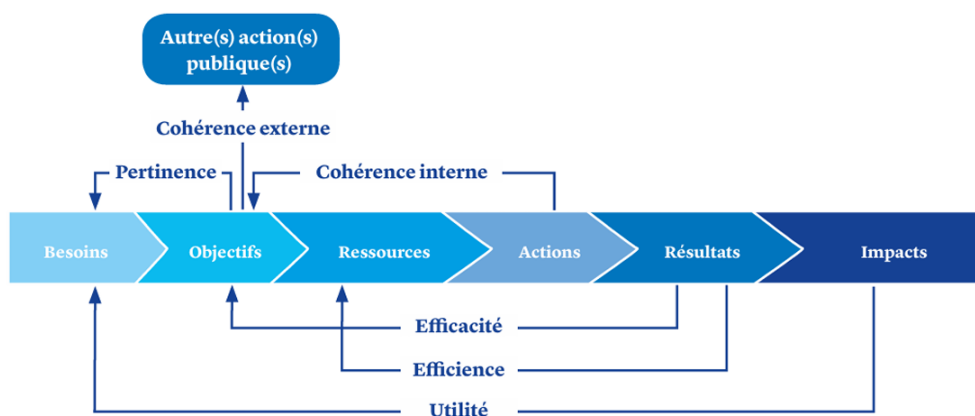 Autre(s) action(s)
publique(s)
Cohérence externe
Pertinence
Cohérence interne
Besoins
Objectifs
Ressources
Actions
Résultats
Impacts
Efficacité
Efficience
Utilité